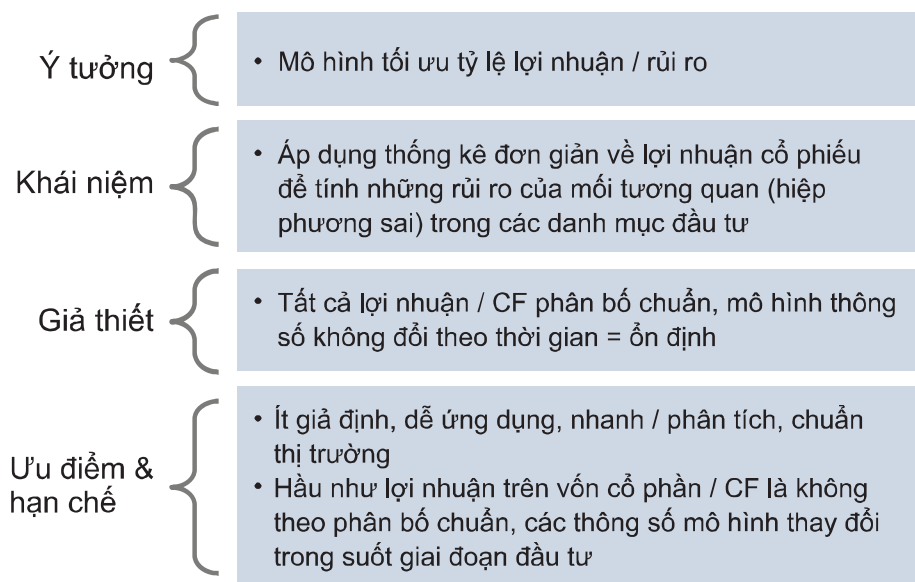 Ý tưởng
• Mô hình tối ưu tỷ lệ lợi nhuận / rủi ro
Khái niệm
• Áp dụng thống kê đơn giản về lợi nhuận cổ phiếu
để tính những rủi ro của mối tương quan (hiệp
phương sai) trong các danh mục đầu tư
Giả thiết
• Tất cả lợi nhuận / CF phân bố chuẩn, mô hình thông
số không đổi theo thời gian = ổn định
Ưu điểm &
hạn chế
• Ít giả định, dễ ứng dụng, nhanh / phân tích, chuẩn
thị trường
• Hầu như lợi nhuận trên vốn cổ phần / CF là không
theo phân bố chuẩn, các thông số mô hình thay đổi
trong suốt giai đoạn đầu tư